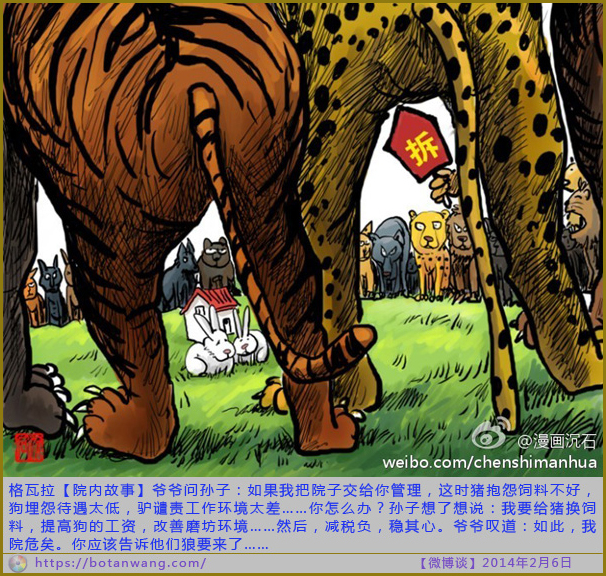 拆
@漫画沉石
weibo.com/chenshimanhua
格瓦拉【院内故事】爷爷问孙子：如果我把院子交给你管理，这时猪抱怨饲料不好，
狗埋怨待遇太低，驴谴责工作环境太差……你怎么办？孙子想了想说：我要给猪换饲
料，提高狗的工资，改善磨坊环境……然后，减税负，稳其心。爷爷叹道：如此，我
院危矣。你应该告诉他们狼要来了……
https://botanwang.com/
【微博谈】2014年2月6日